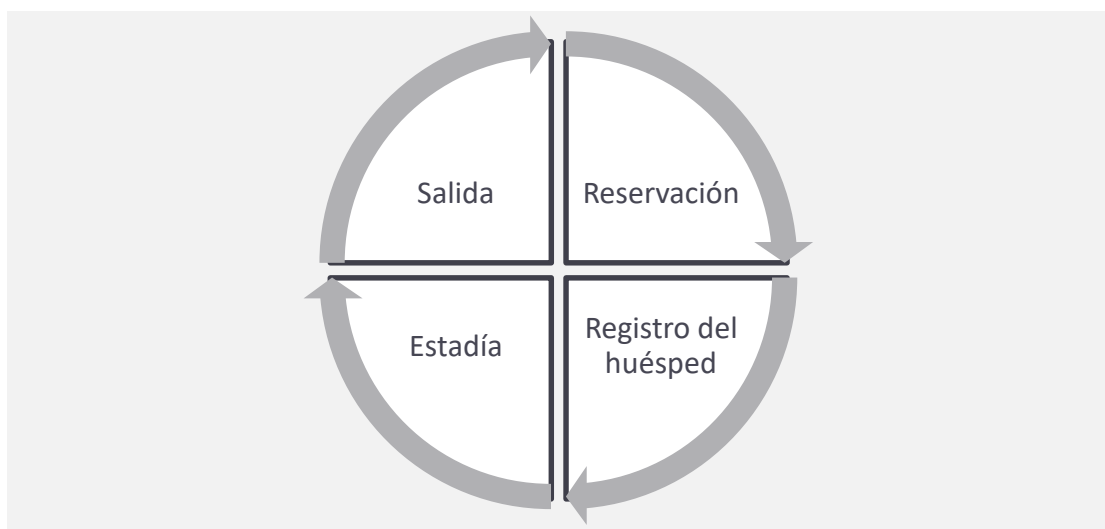 Salida
Reservación
Estadía
Registro del
huésped